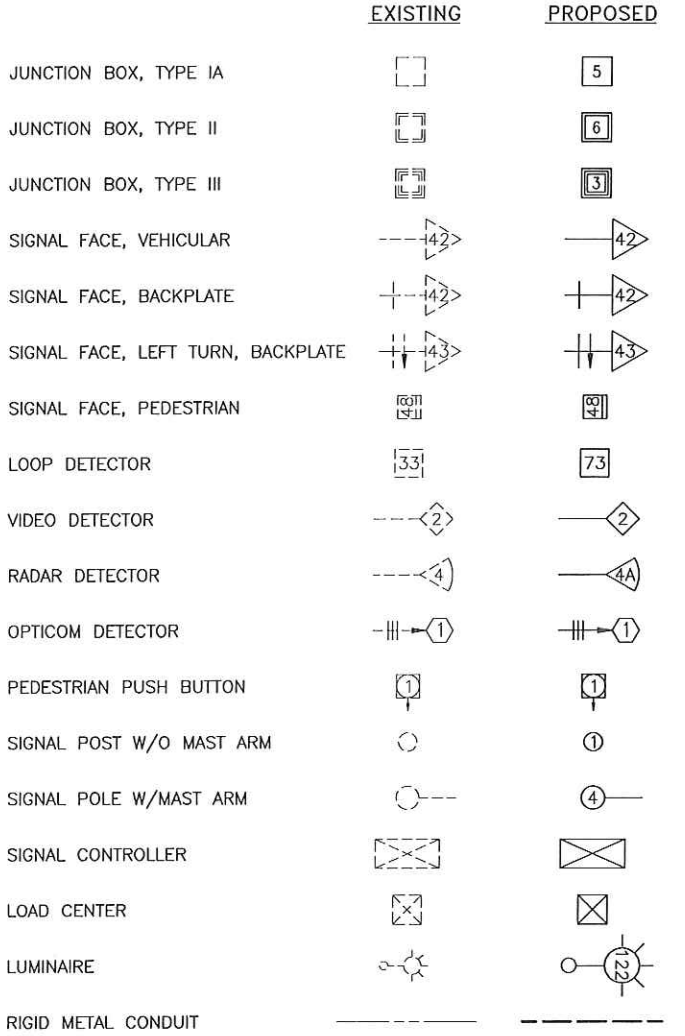 EXISTING PROPOSED
JUNCTION BOX, TYPE IA 5
JUNCTION BOX, TYPE II 6
JUNCTION BOX, TYPE III 3
SIGNAL FACE, VEHICULAR 42 42
SIGNAL FACE, BACKPLATE 42 42
SIGNAL FACE, LEFT TURN, BACKPLATE 43 43
SIGNAL FACE, PEDESTRIAN 48 48
LOOP DETECTOR 33 73
VIDEO DETECTOR 2 2
RADAR DETECTOR 4 4A
OPTICOM DETECTOR 1 1
PEDESTRIAN PUSH BUTTON 1 1
SIGNAL POST W/O MAST ARM 1
SIGNAL POLE W/MAST ARM 4
SIGNAL CONTROLLER
LOAD CENTER
LUMINAIRE 122
RIGID METAL CONDUIT